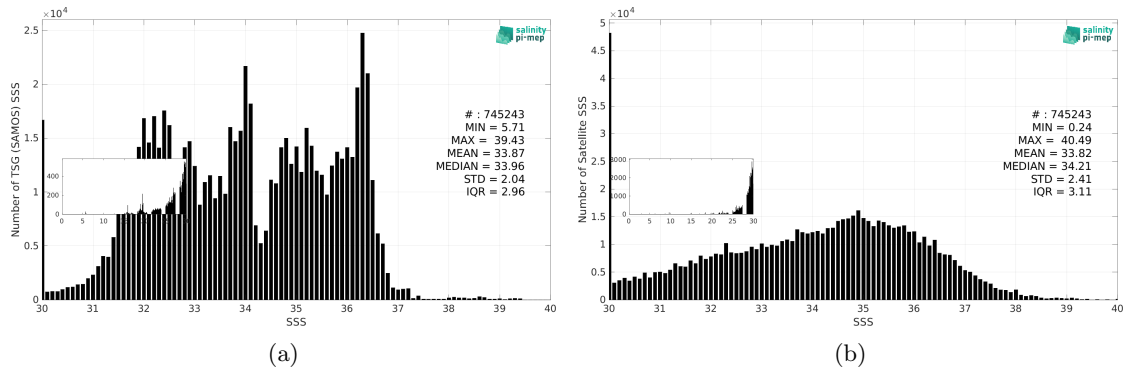 ×10^4
salinity
pi-mep
2.5
2
1.5
1
0.5
0
Number of TSG (SAMOS) SSS
# : 745243
MIN = 5.71
MAX = 39.43
MEAN = 33.87
MEDIAN = 33.96
STD = 2.04
IQR = 2.96
400
200
0
0 5 10
30 31 32 33 34 35 36 37 38 39 40
SSS
(a)
×10^4
salinity
pi-mep
5
4.5
4
3.5
3
2.5
2
1.5
1
0.5
0
Number of Satellite SSS
# : 745243
MIN = 0.24
MAX = 40.49
MEAN = 33.82
MEDIAN = 34.21
STD = 2.41
IQR = 3.11
3000
2000
1000
0
0 5 10 15 20 25 30
30 31 32 33 34 35 36 37 38 39 40
SSS
(b)